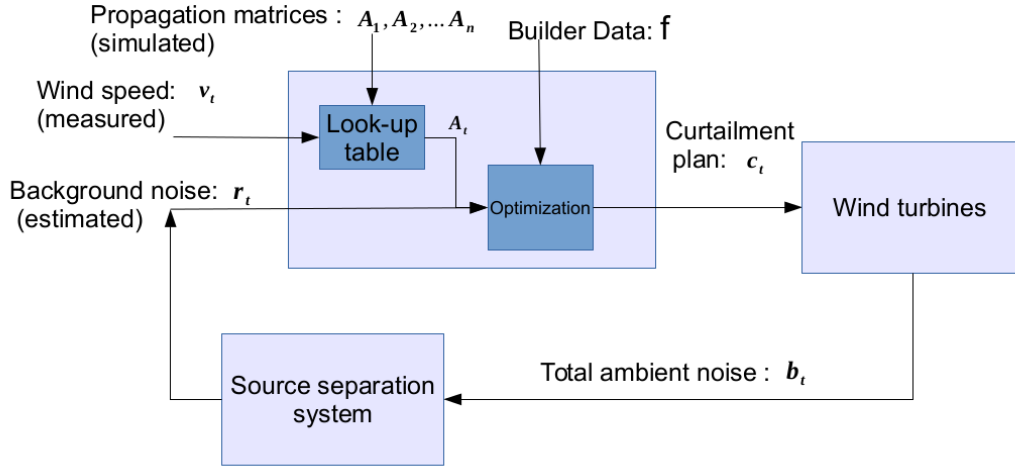 Propagation matrices : A₁, A₂, ... Aₙ
(simulated)
Builder Data: f
Wind speed: vₜ
(measured)
Look-up
table
Aₜ
Curtailment
plan: cₜ
Background noise: rₜ
(estimated)
Optimization
Wind turbines
Source separation
system
Total ambient noise : bₜ